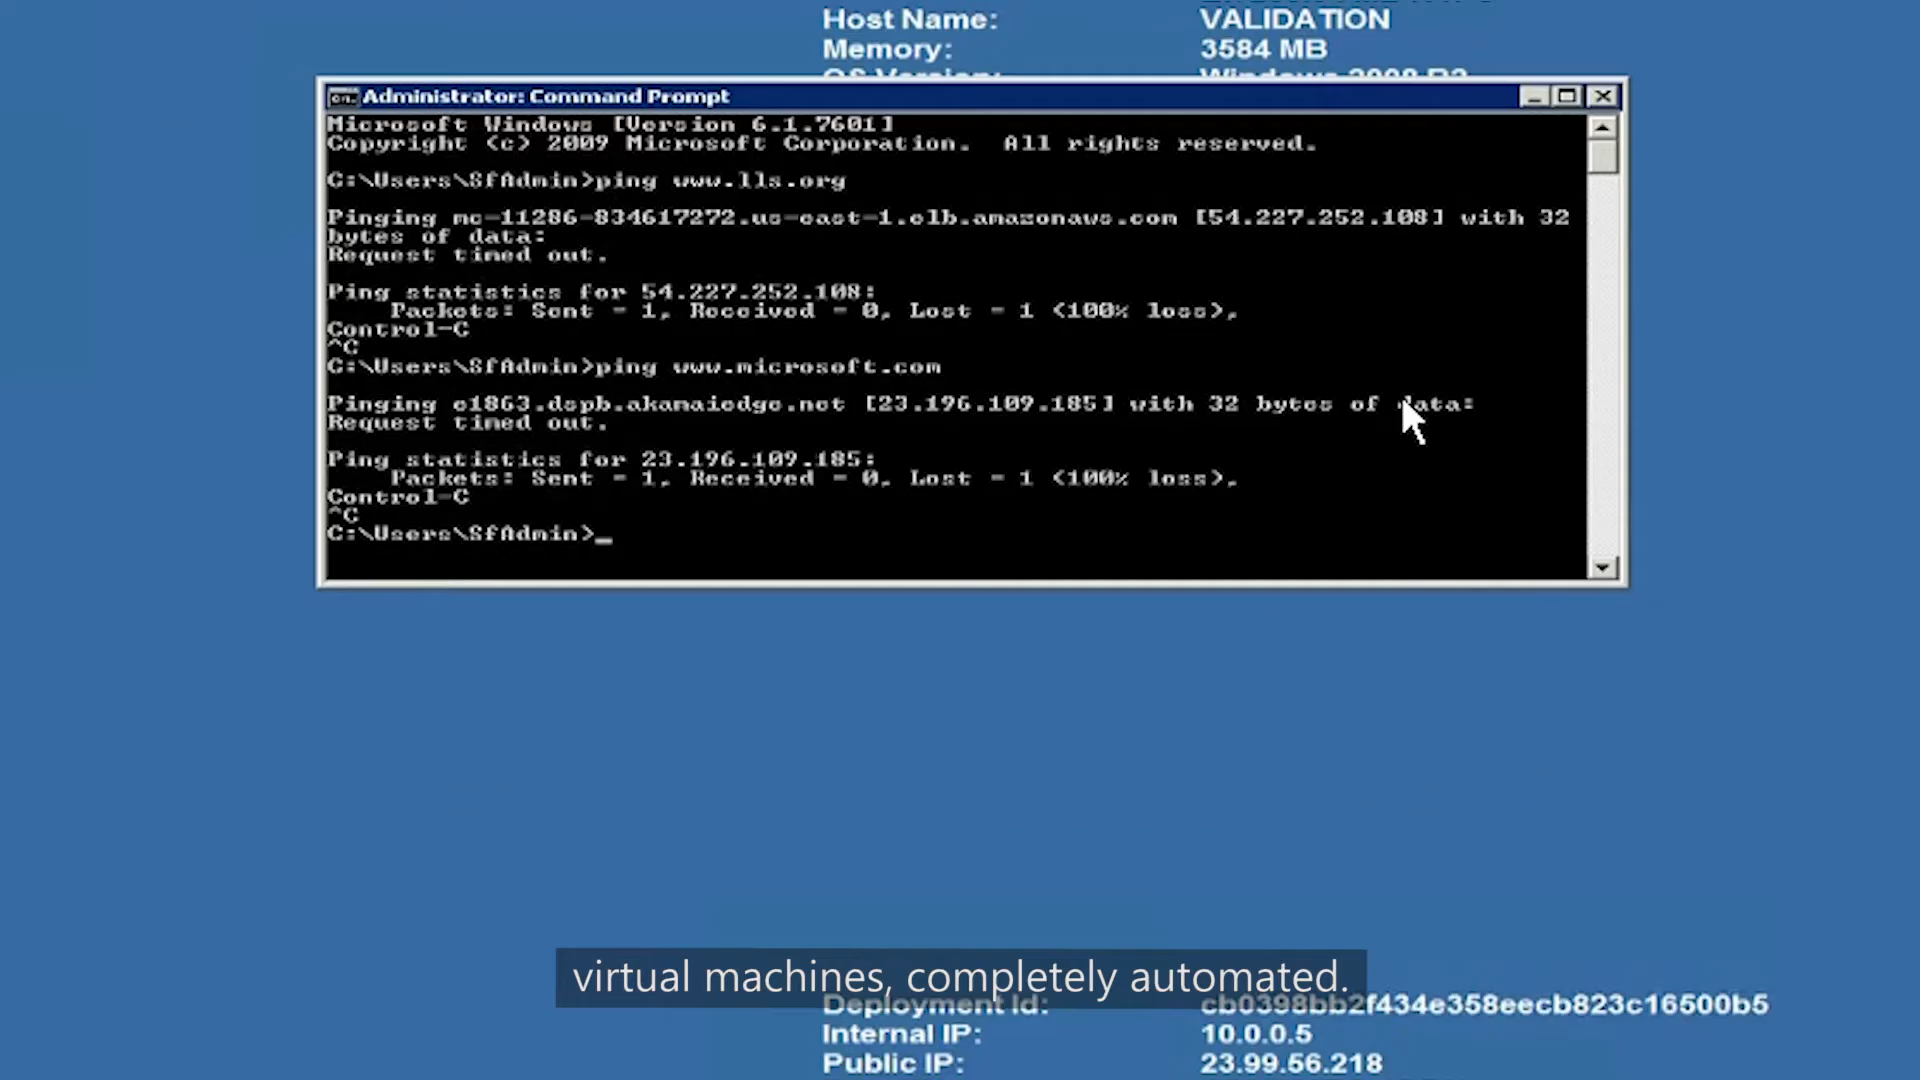 Host Name: VALIDATION
Memory: 3584 MB
OS Version: Windows 2008 R2
Administrator: Command Prompt
Microsoft Windows [Version 6.1.7601]
Copyright (c) 2009 Microsoft Corporation. All rights reserved.
C:\Users\SfAdmin>ping www.lls.org
Pinging mc-11286-834617272.us-east-1.elb.amazonaws.com [54.227.252.108] with 32
bytes of data:
Request timed out.
Ping statistics for 54.227.252.108:
Packets: Sent = 1, Received = 0, Lost = 1 (100% loss),
Control-C
^C
C:\Users\SfAdmin>ping www.microsoft.com
Pinging e1863.dspb.akamaiedge.net [23.196.109.185] with 32 bytes of data:
Request timed out.
Ping statistics for 23.196.109.185:
Packets: Sent = 1, Received = 0, Lost = 1 (100% loss),
Control-C
^C
C:\Users\SfAdmin>_
virtual machines, completely automated.
Deployment Id: cb0398bb2f434e358eecb823c16500b5
Internal IP: 10.0.0.5
Public IP: 23.99.56.218